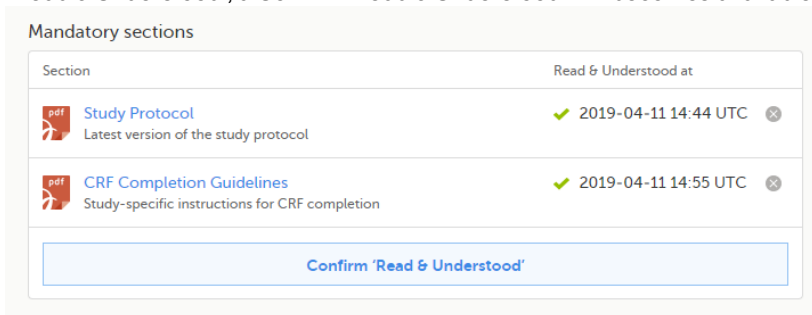 Mandatory sections
Section Read & Understood at
pdf Study Protocol 2019-04-11 14:44 UTC
Latest version of the study protocol
pdf CRF Completion Guidelines 2019-04-11 14:55 UTC
Study-specific instructions for CRF completion
Confirm ‘Read & Understood’